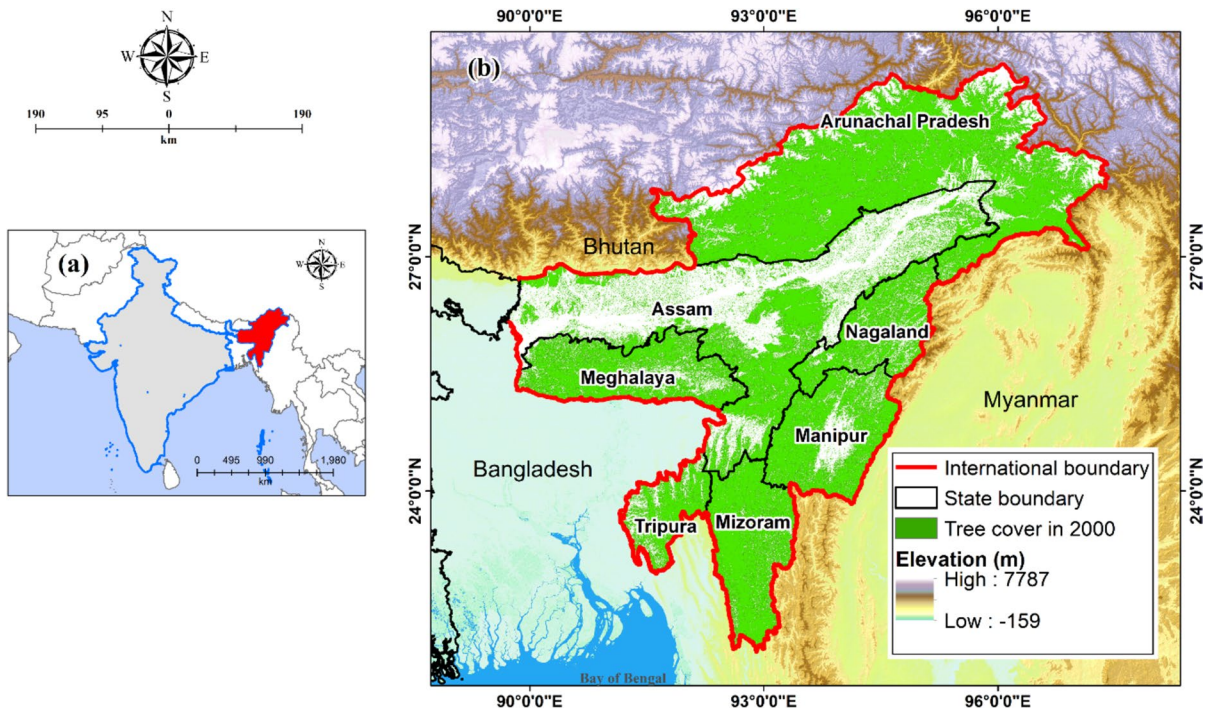 N
W E
S
190 95 0 190
km
(a)
N
W E
S
0 495 990 1,980
km
90°0'0"E 93°0'0"E 96°0'0"E
(b)
Arunachal Pradesh
27°0'0"N
Bhutan
27°0'0"N
Assam
Nagaland
Meghalaya
Myanmar
Manipur
Bangladesh
24°0'0"N
24°0'0"N
Tripura
Mizoram
Bay of Bengal
International boundary
State boundary
Tree cover in 2000
Elevation (m)
High : 7787
Low : -159
90°0'0"E 93°0'0"E 96°0'0"E